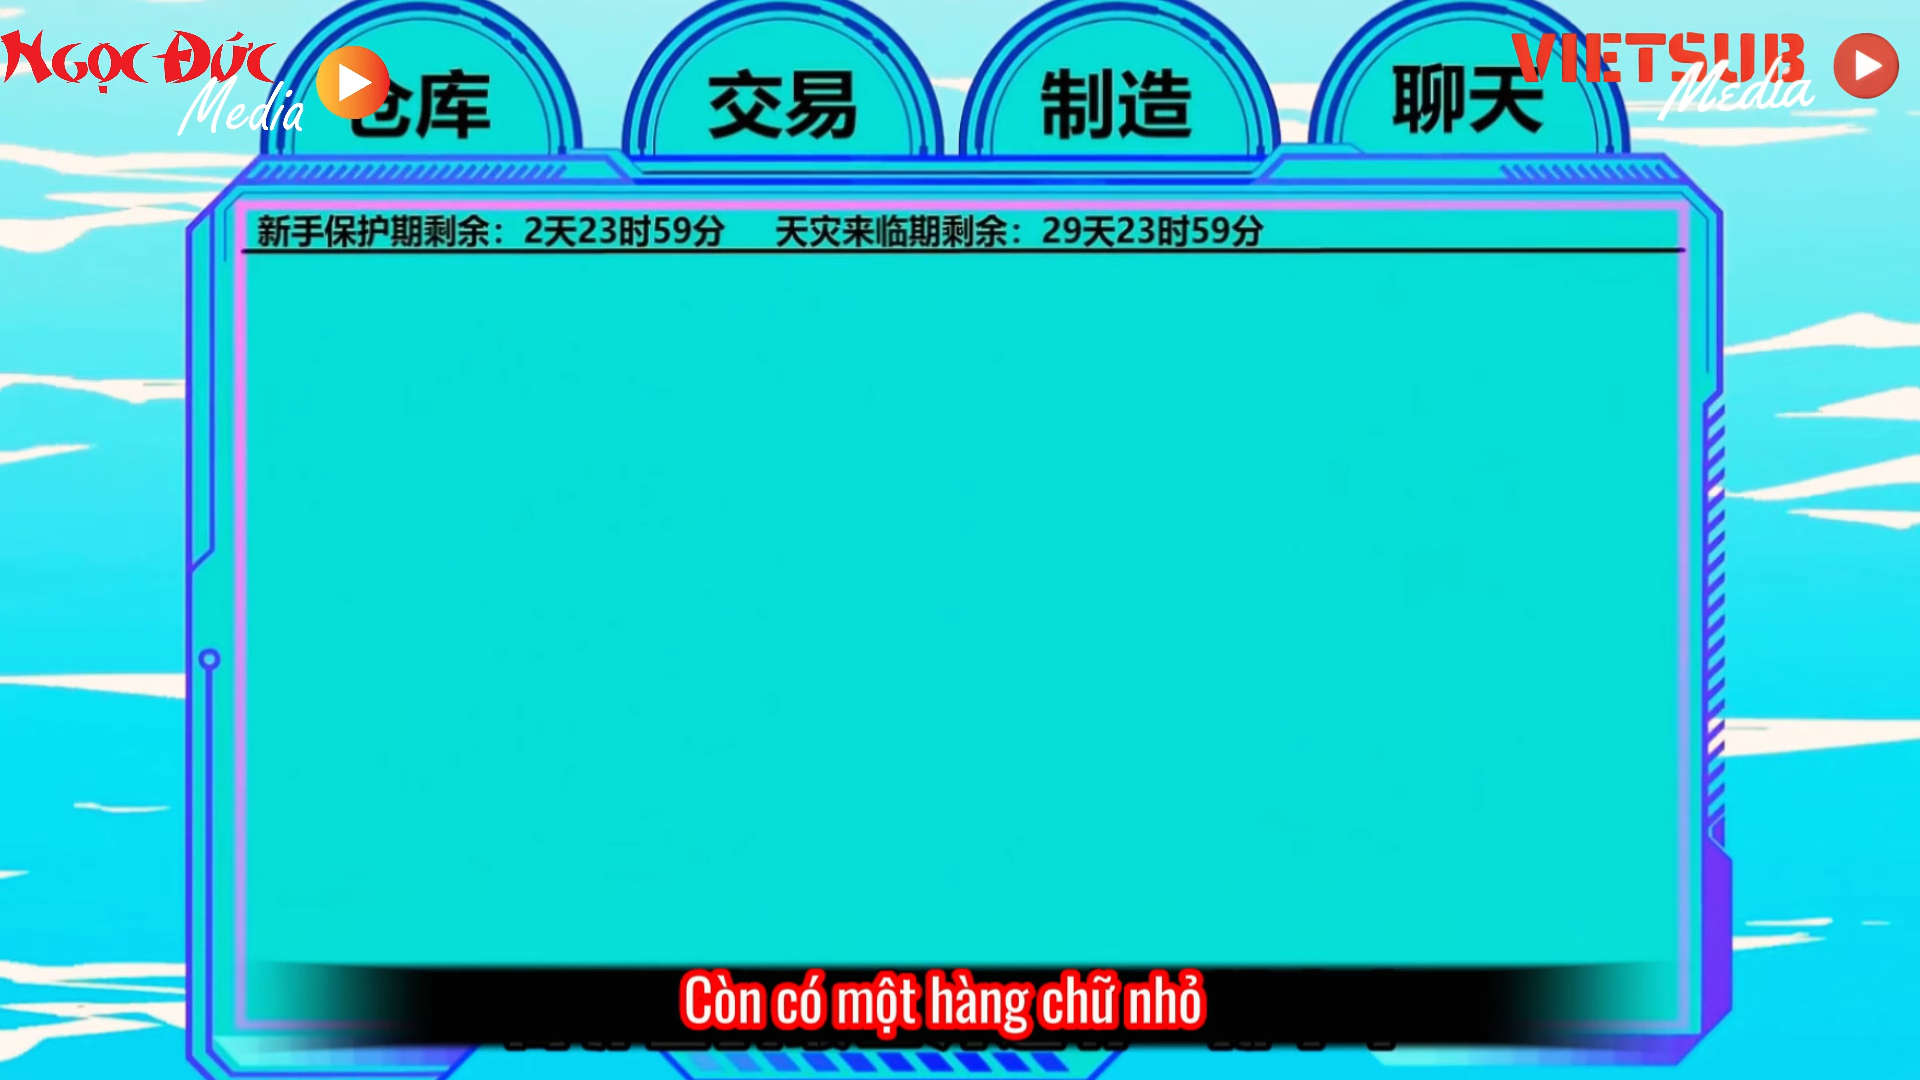 NGỌC ĐỨC
Media
VIETSUB
Media
仓库
交易
制造
聊天
新手保护期剩余：2天23时59分 天灾来临期剩余：29天23时59分
Còn có một hàng chữ nhỏ